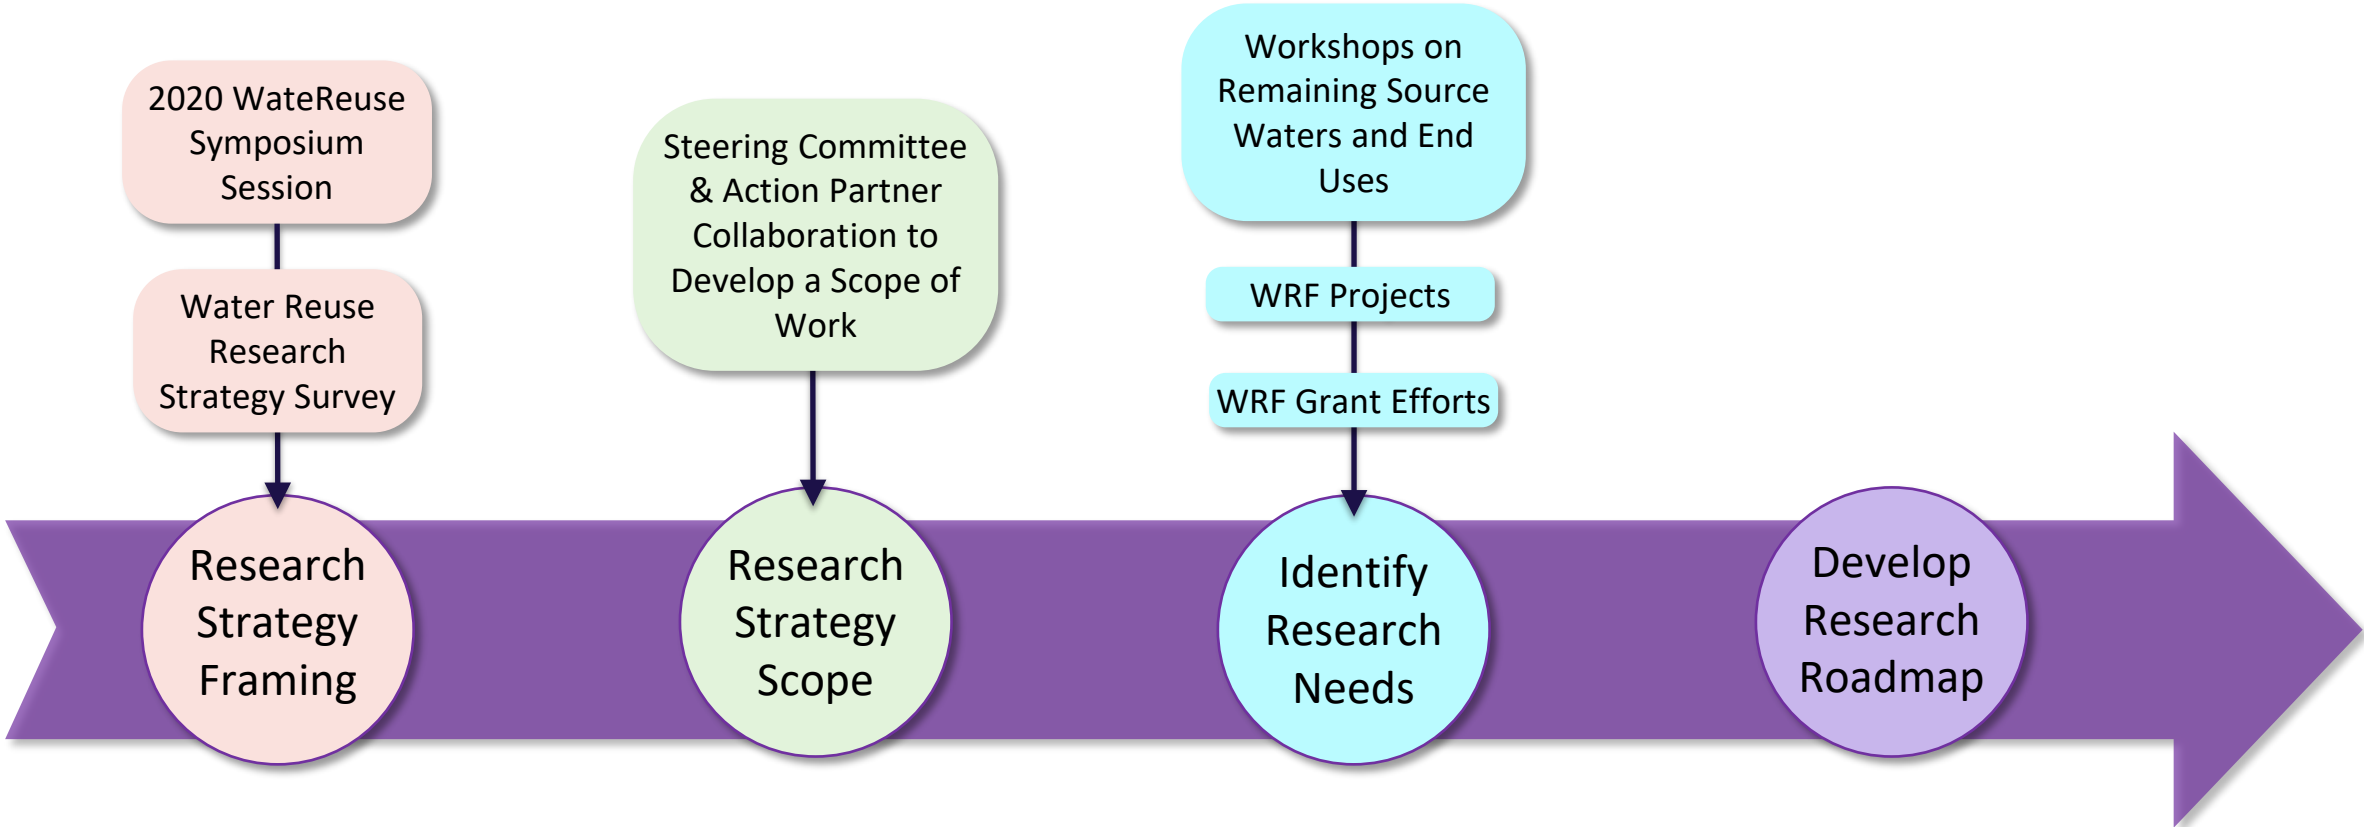 2020 WateReuse
Symposium
Session
Water Reuse
Research
Strategy Survey
Research
Strategy
Framing
Steering Committee
& Action Partner
Collaboration to
Develop a Scope of
Work
Research
Strategy
Scope
Workshops on
Remaining Source
Waters and End
Uses
WRF Projects
WRF Grant Efforts
Identify
Research
Needs
Develop
Research
Roadmap